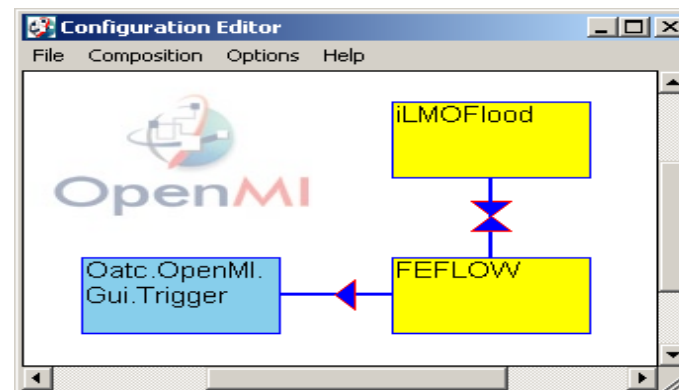 Configuration Editor
File Composition Options Help
iLMOFlood
OpenMI
Oatc.OpenMI.
Gui.Trigger
FEFLOW